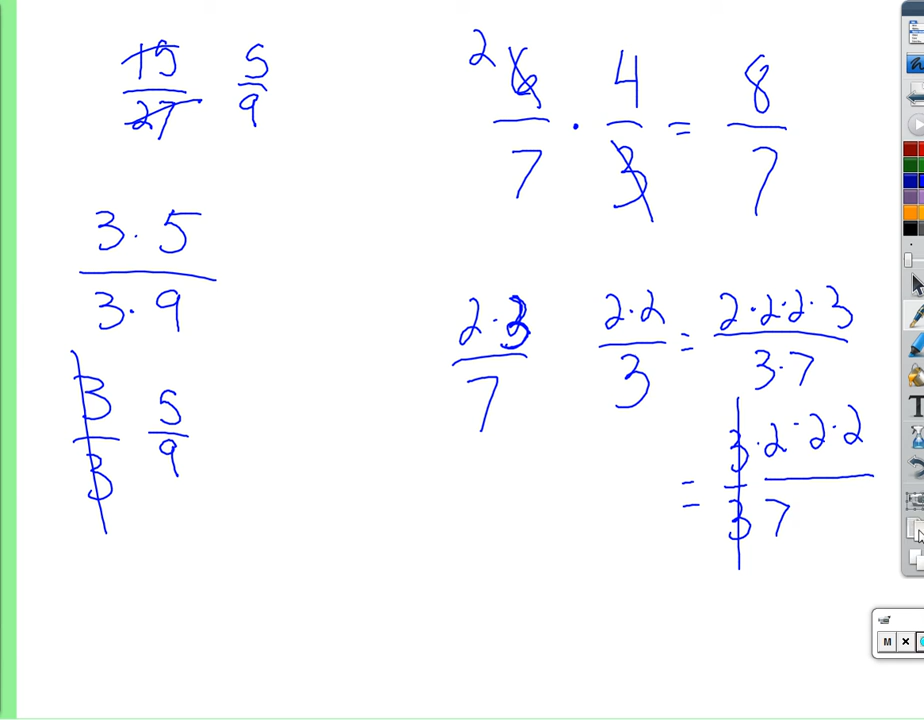 15/27 5/9
3 · 5 / 3 · 9
3/3 5/9
2 6/7 · 4/3 = 8/7
2 · 3 / 7 2 · 2 / 3 = 2 · 2 · 2 · 3 / 3 · 7
= 3 · 2 · 2 · 2 / 3 7
T
M ×